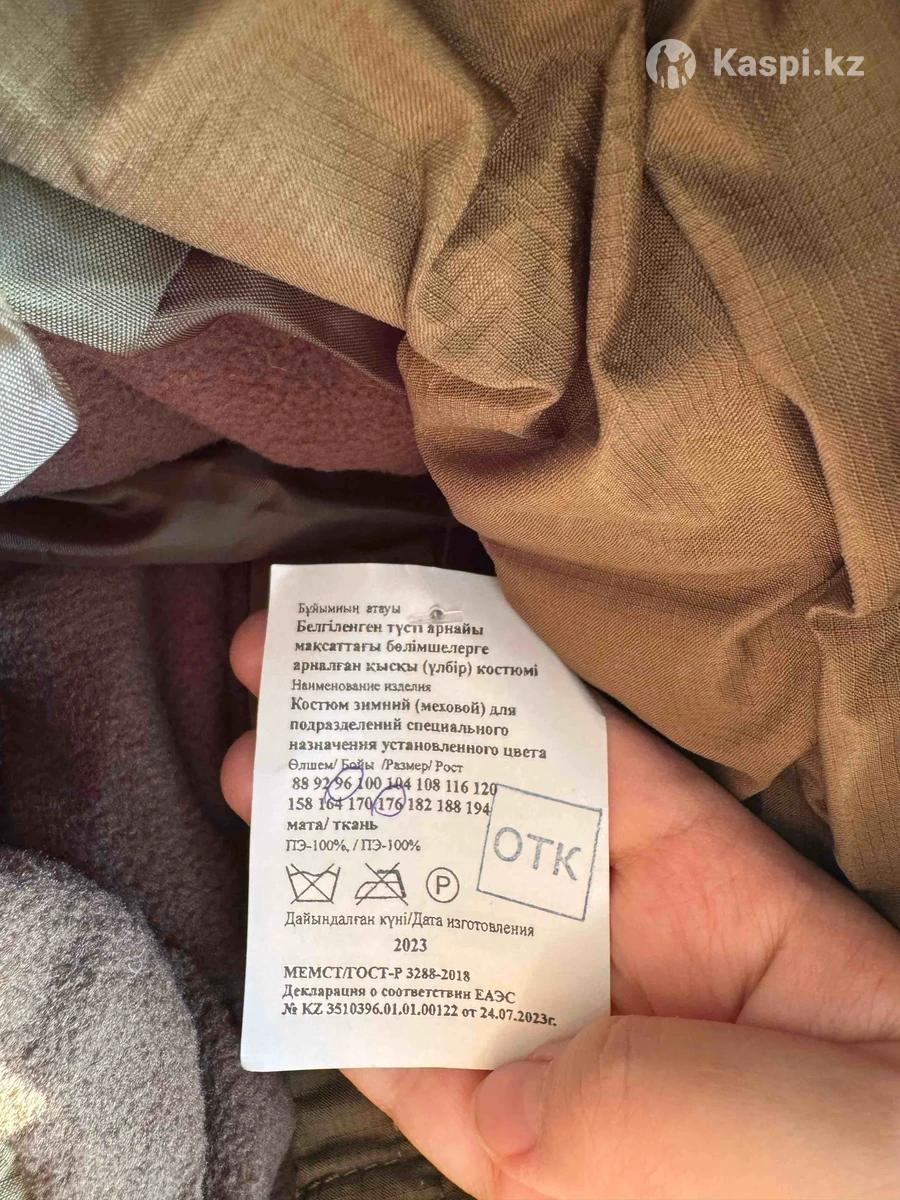 Kaspi.kz
Бұйымның атауы
Белгіленген түсті арнайы
мақсаттағы бөлімшелерге
арналған қысқы (үлбір) костюмі
Наименование изделия
Костюм зимний (меховой) для
подразделений специального
назначения установленного цвета
Өлшем/ Бойы /Размер/ Рост
88 92 96 100 104 108 116 120
158 164 170 176 182 188 194
мата/ ткань
ПЭ-100%, / ПЭ-100%
ОТК
P
Дайындалған күні/Дата изготовления
2023
МЕМСТ/ГОСТ-Р 3288-2018
Декларация о соответствии ЕАЭС
№ KZ 3510396.01.01.00122 от 24.07.2023г.